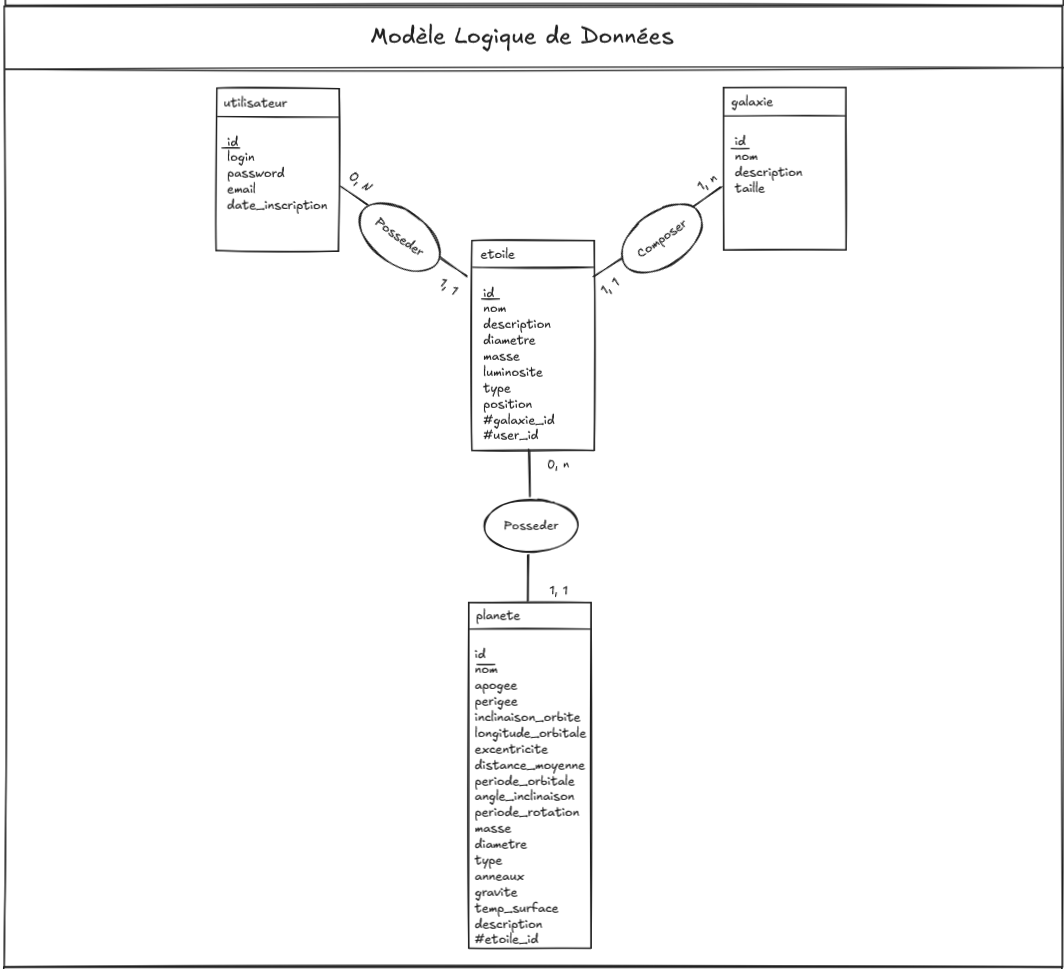 Modèle Logique de Données
utilisateur
id
login
password
email
date_inscription
0, N
Posseder
1, 1
galaxie
id
nom
description
taille
1, n
Composer
1, 1
etoile
id
nom
description
diametre
masse
luminosite
type
position
#galaxie_id
#user_id
0, n
Posseder
1, 1
planete
id
nom
apogee
perigee
inclinaison_orbite
longitude_orbitale
excentricite
distance_moyenne
periode_orbitale
angle_inclinaison
periode_rotation
masse
diametre
type
anneaux
gravite
temp_surface
description
#etoile_id